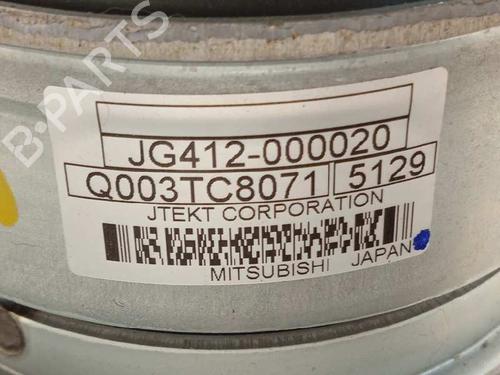 B-PARTS
JG412-000020
Q003TC8071 5129
JTEKT CORPORATION
MITSUBISHI JAPAN